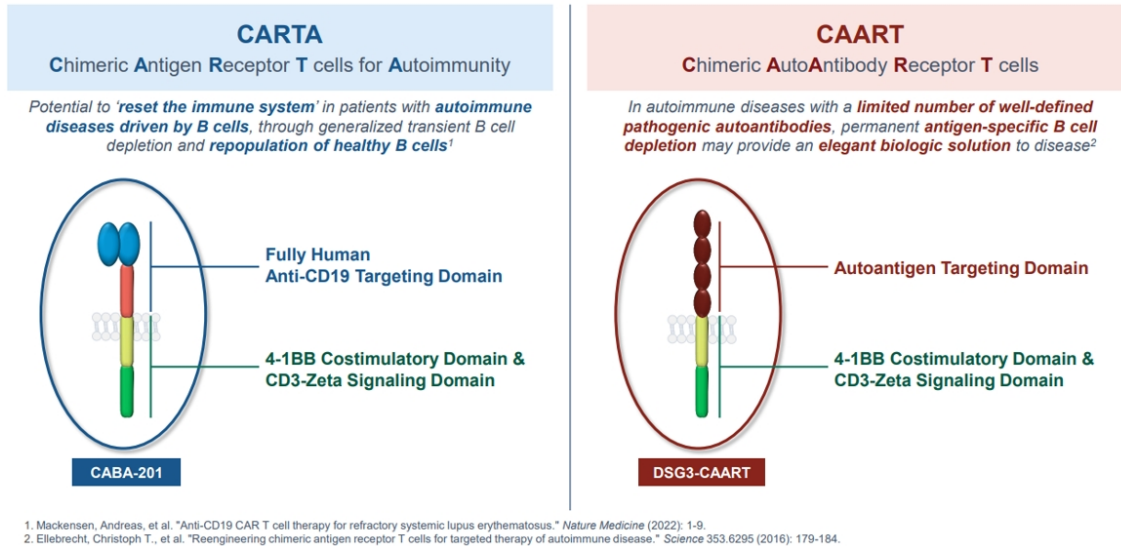 CARTA
Chimeric Antigen Receptor T cells for Autoimmunity
Potential to ‘reset the immune system’ in patients with autoimmune
diseases driven by B cells, through generalized transient B cell
depletion and repopulation of healthy B cells1
Fully Human
Anti-CD19 Targeting Domain
4-1BB Costimulatory Domain &
CD3-Zeta Signaling Domain
CABA-201
CAART
Chimeric AutoAntibody Receptor T cells
In autoimmune diseases with a limited number of well-defined
pathogenic autoantibodies, permanent antigen-specific B cell
depletion may provide an elegant biologic solution to disease2
Autoantigen Targeting Domain
4-1BB Costimulatory Domain &
CD3-Zeta Signaling Domain
DSG3-CAART
1. Mackensen, Andreas, et al. "Anti-CD19 CAR T cell therapy for refractory systemic lupus erythematosus." Nature Medicine (2022): 1-9.
2. Ellebrecht, Christoph T., et al. "Reengineering chimeric antigen receptor T cells for targeted therapy of autoimmune disease." Science 353.6295 (2016): 179-184.